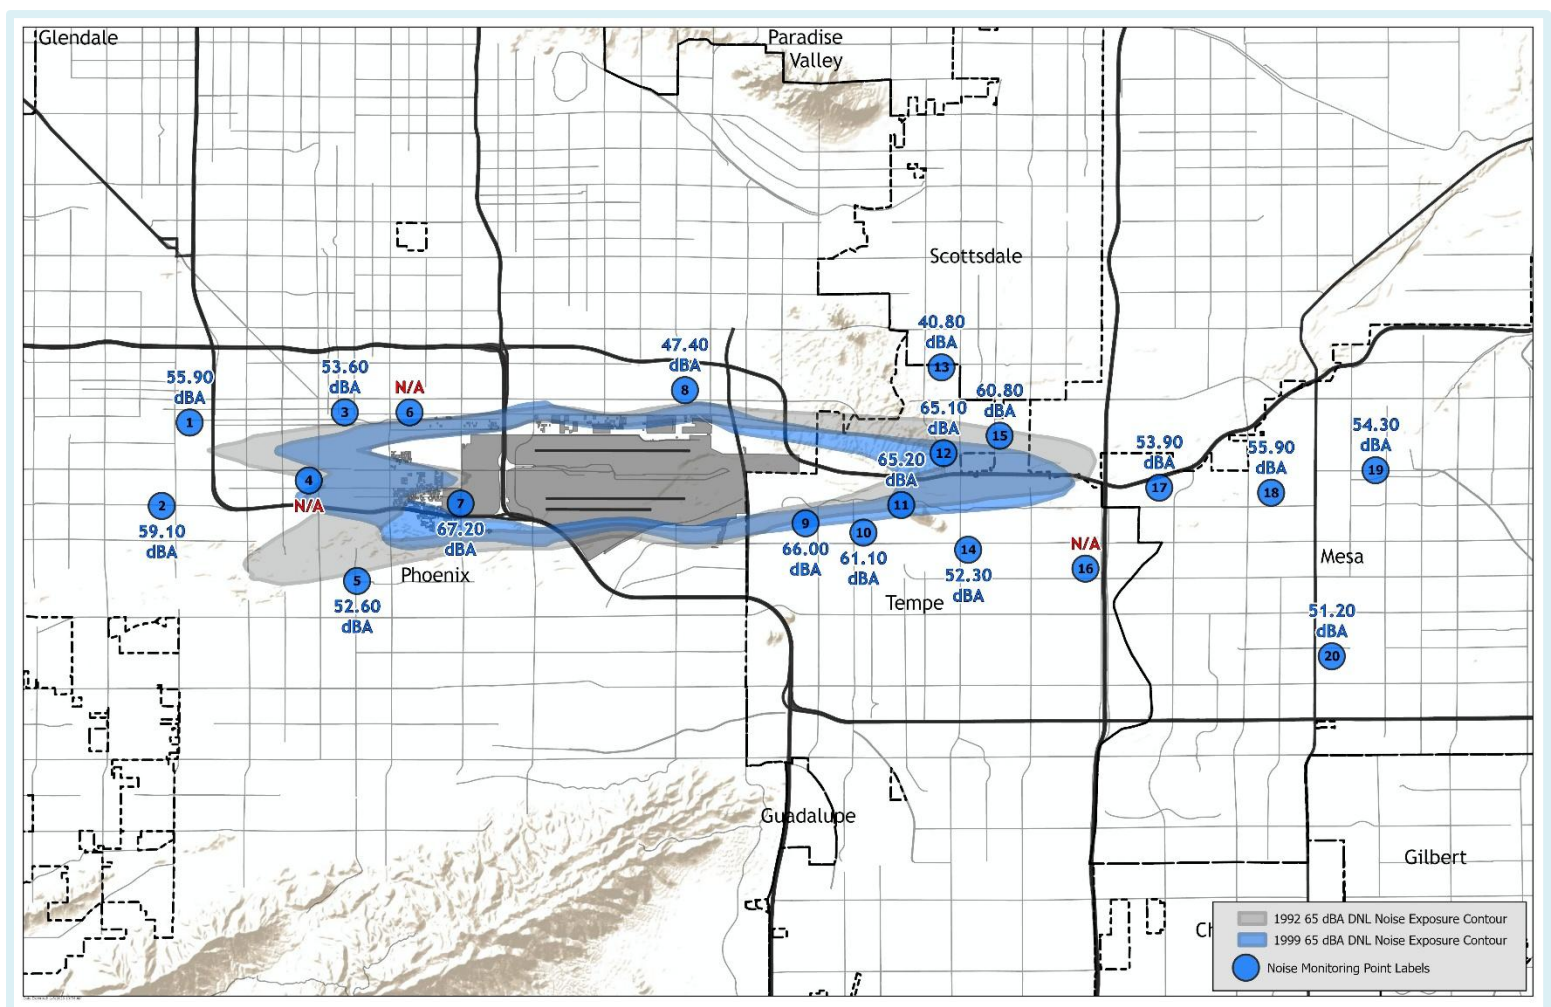 Glendale
Paradise
Valley
Scottsdale
40.80
dBA
13
47.40
dBA
8
53.60
dBA
3
N/A
6
55.90
dBA
1
60.80
dBA
15
65.10
dBA
12
65.20
dBA
11
53.90
dBA
17
55.90
dBA
18
54.30
dBA
19
4
N/A
2
59.10
dBA
7
67.20
dBA
9
66.00
dBA
10
61.10
dBA
14
52.30
dBA
N/A
16
Mesa
Phoenix
5
52.60
dBA
Tempe
51.20
dBA
20
Guadalupe
Gilbert
Ch
1992 65 dBA DNL Noise Exposure Contour
1999 65 dBA DNL Noise Exposure Contour
Noise Monitoring Point Labels